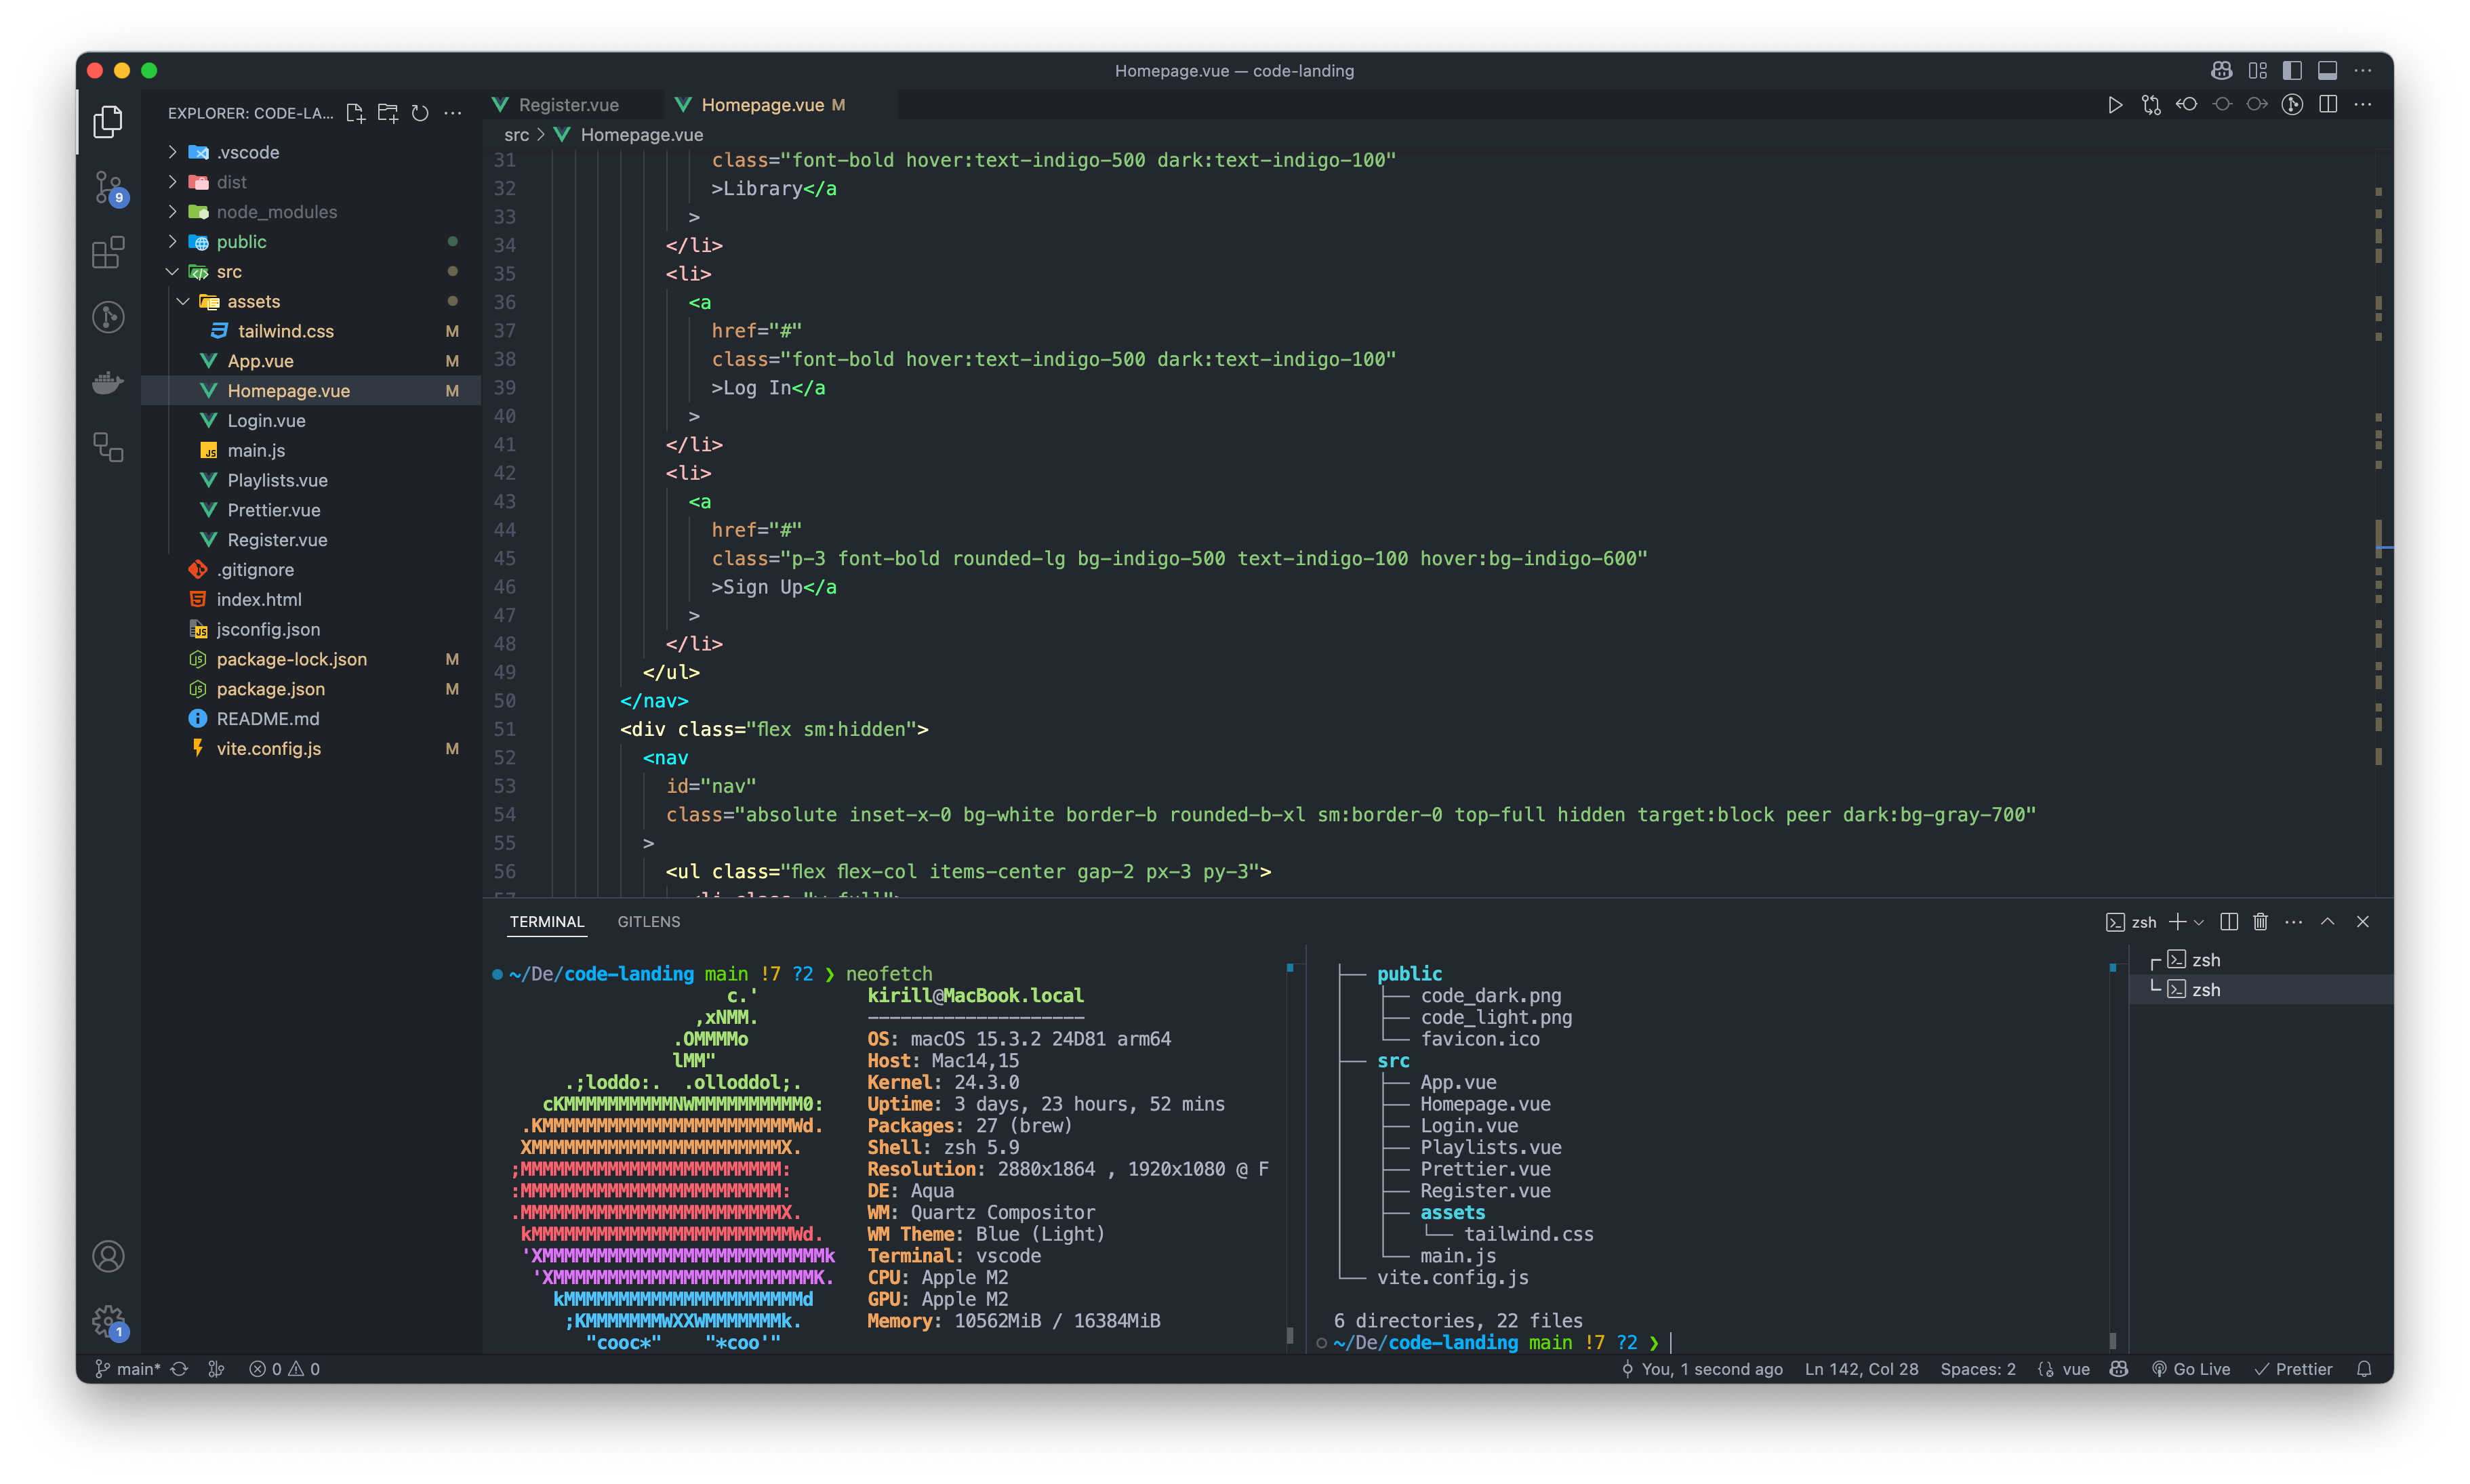 Homepage.vue — code-landing
EXPLORER: CODE-LA...
.vscode
dist
node_modules
public
src
assets
tailwind.css M
App.vue M
Homepage.vue M
Login.vue
main.js
Playlists.vue
Prettier.vue
Register.vue
.gitignore
index.html
jsconfig.json
package-lock.json M
package.json M
README.md
vite.config.js M
9
1
Register.vue
Homepage.vue M
src > Homepage.vue
31 class="font-bold hover:text-indigo-500 dark:text-indigo-100"
32 >Library</a
33 >
34 </li>
35 <li>
36 <a
37 href="#"
38 class="font-bold hover:text-indigo-500 dark:text-indigo-100"
39 >Log In</a
40 >
41 </li>
42 <li>
43 <a
44 href="#"
45 class="p-3 font-bold rounded-lg bg-indigo-500 text-indigo-100 hover:bg-indigo-600"
46 >Sign Up</a
47 >
48 </li>
49 </ul>
50 </nav>
51 <div class="flex sm:hidden">
52 <nav
53 id="nav"
54 class="absolute inset-x-0 bg-white border-b rounded-b-xl sm:border-0 top-full hidden target:block peer dark:bg-gray-700"
55 >
56 <ul class="flex flex-col items-center gap-2 px-3 py-3">
TERMINAL GITLENS
zsh
~/De/code-landing main !7 ?2 ❯ neofetch
c.' kirill@MacBook.local
,xNMM. --------------------
.OMMMMo OS: macOS 15.3.2 24D81 arm64
lMM" Host: Mac14,15
.;loddo:. .olloddol;. Kernel: 24.3.0
cKMMMMMMMMMMNWMMMMMMMMMM0: Uptime: 3 days, 23 hours, 52 mins
.KMMMMMMMMMMMMMMMMMMMMMMMWd. Packages: 27 (brew)
XMMMMMMMMMMMMMMMMMMMMMMMX. Shell: zsh 5.9
;MMMMMMMMMMMMMMMMMMMMMMMM: Resolution: 2880x1864 , 1920x1080 @ F
:MMMMMMMMMMMMMMMMMMMMMMMM: DE: Aqua
.MMMMMMMMMMMMMMMMMMMMMMMMX. WM: Quartz Compositor
kMMMMMMMMMMMMMMMMMMMMMMMMWd. WM Theme: Blue (Light)
'XMMMMMMMMMMMMMMMMMMMMMMMMMMk Terminal: vscode
'XMMMMMMMMMMMMMMMMMMMMMMMMK. CPU: Apple M2
kMMMMMMMMMMMMMMMMMMMMMMd GPU: Apple M2
;KMMMMMMMWXXWMMMMMMMk. Memory: 10562MiB / 16384MiB
"cooc*" "*coo'"
├── public
│ ├── code_dark.png
│ ├── code_light.png
│ └── favicon.ico
├── src
│ ├── App.vue
│ ├── Homepage.vue
│ ├── Login.vue
│ ├── Playlists.vue
│ ├── Prettier.vue
│ ├── Register.vue
│ ├── assets
│ │ └── tailwind.css
│ └── main.js
└── vite.config.js
6 directories, 22 files
~/De/code-landing main !7 ?2 ❯
zsh
zsh
main* 0 0
You, 1 second ago Ln 142, Col 28 Spaces: 2 vue Go Live Prettier